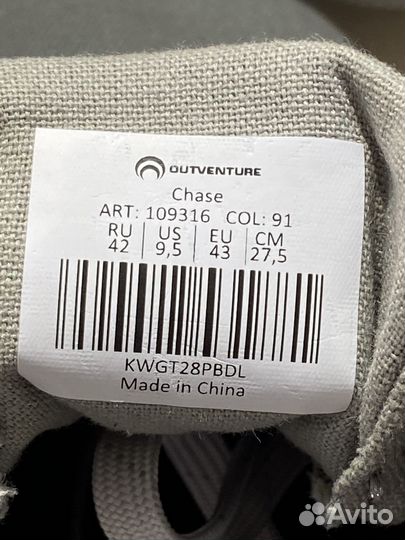 OUTVENTURE
Chase
ART: 109316 COL: 91
RU US EU CM
42 9,5 43 27,5
KWGT28PBDL
Made in China
Avito